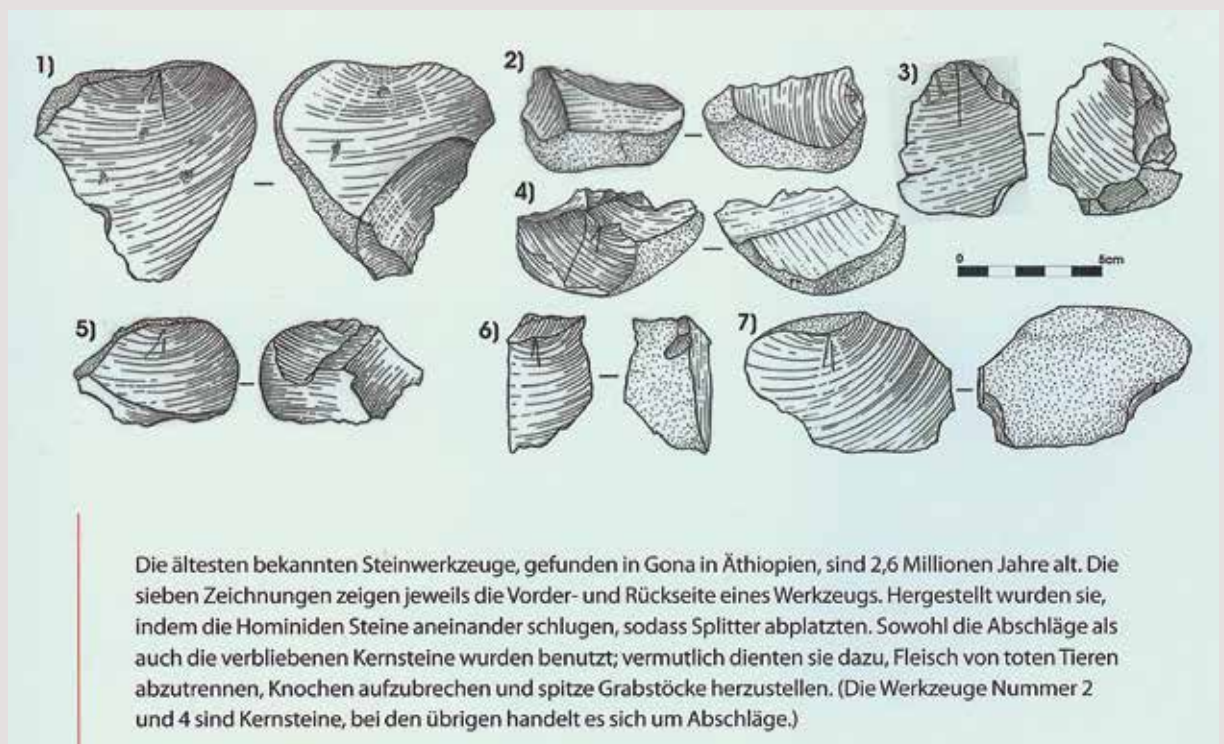 1)
2)
3)
4)
0 5cm
5)
6)
7)
Die ältesten bekannten Steinwerkzeuge, gefunden in Gona in Äthiopien, sind 2,6 Millionen Jahre alt. Die
sieben Zeichnungen zeigen jeweils die Vorder- und Rückseite eines Werkzeugs. Hergestellt wurden sie,
indem die Hominiden Steine aneinander schlugen, sodass Splitter abplatzten. Sowohl die Abschläge als
auch die verbliebenen Kernsteine wurden benutzt; vermutlich dienten sie dazu, Fleisch von toten Tieren
abzutrennen, Knochen aufzubrechen und spitze Grabstöcke herzustellen. (Die Werkzeuge Nummer 2
und 4 sind Kernsteine, bei den übrigen handelt es sich um Abschläge.)